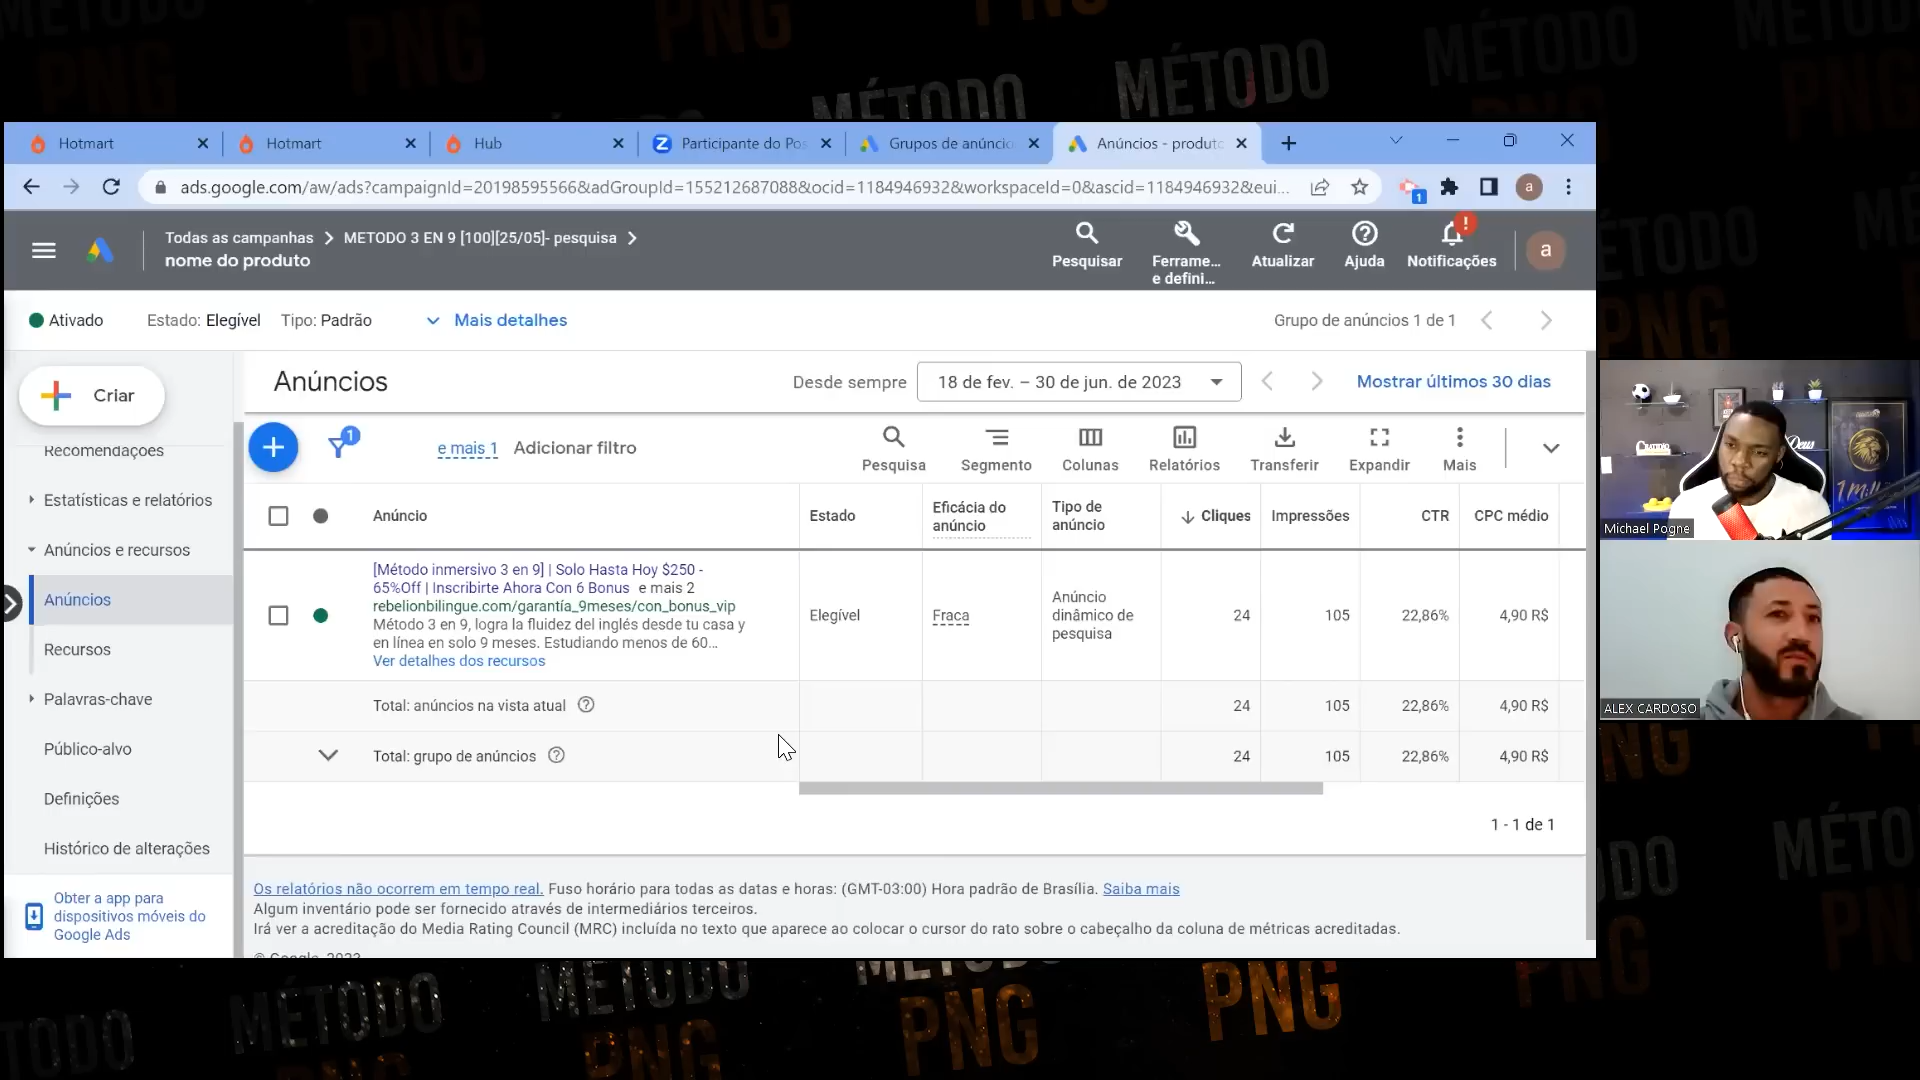 MÉTODO
PNG
MÉTODO
MÉTODO
Hotmart
Hotmart
Hub
Participante do Pos
Grupos de anúncio
Anúncios - produto
ads.google.com/aw/ads?campaignId=20198595566&adGroupId=155212687088&ocid=1184946932&workspaceId=0&ascid=1184946932&eui...
1
a
Todas as campanhas > METODO 3 EN 9 [100][25/05]- pesquisa >
nome do produto
Pesquisar
Ferrame...
e defini...
Atualizar
Ajuda
Notificações
!
a
Ativado
Estado: Elegível
Tipo: Padrão
Mais detalhes
Grupo de anúncios 1 de 1
Criar
Recomendações
Estatísticas e relatórios
Anúncios e recursos
Anúncios
Recursos
Palavras-chave
Público-alvo
Definições
Histórico de alterações
Obter a app para
dispositivos móveis do
Google Ads
Anúncios
Desde sempre
18 de fev. – 30 de jun. de 2023
Mostrar últimos 30 dias
1
e mais 1
Adicionar filtro
Pesquisa
Segmento
Colunas
Relatórios
Transferir
Expandir
Mais
Anúncio
Estado
Eficácia do
anúncio
Tipo de
anúncio
Cliques
Impressões
CTR
CPC médio
[Método inmersivo 3 en 9] | Solo Hasta Hoy $250 -
65%Off | Inscribirte Ahora Con 6 Bonus e mais 2
rebelionbilingue.com/garantía_9meses/con_bonus_vip
Método 3 en 9, logra la fluidez del inglés desde tu casa y
en línea en solo 9 meses. Estudiando menos de 60...
Ver detalhes dos recursos
Elegível
Fraca
Anúncio
dinâmico de
pesquisa
24
105
22,86%
4,90 R$
Total: anúncios na vista atual
24
105
22,86%
4,90 R$
Total: grupo de anúncios
24
105
22,86%
4,90 R$
1 - 1 de 1
Os relatórios não ocorrem em tempo real. Fuso horário para todas as datas e horas: (GMT-03:00) Hora padrão de Brasília. Saiba mais
Algum inventário pode ser fornecido através de intermediários terceiros.
Irá ver a acreditação do Media Rating Council (MRC) incluída no texto que aparece ao colocar o cursor do rato sobre o cabeçalho da coluna de métricas acreditadas.
© Google, 2023
Deus
Michael Pogne
ALEX CARDOSO
MÉTODO
PNG
MÉTODO
PNG
MÉTODO
PNG